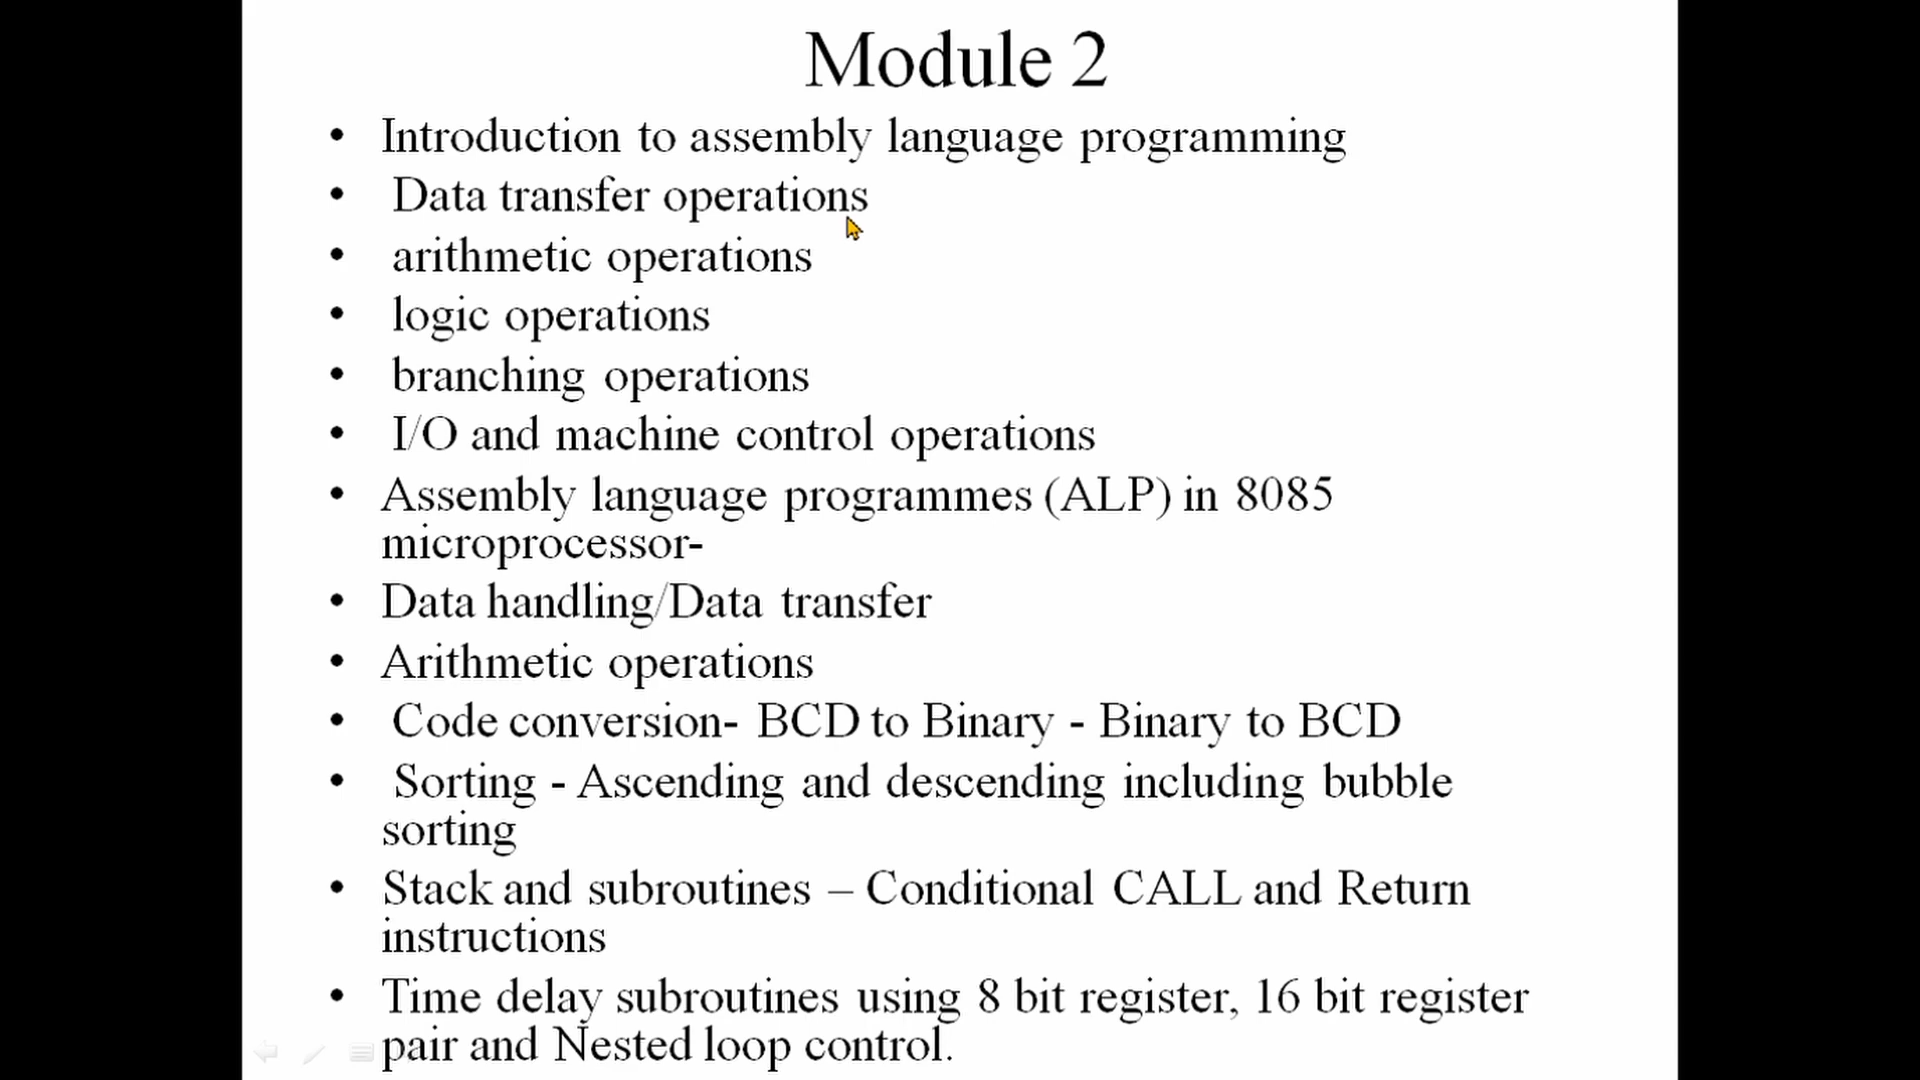 Module 2
• Introduction to assembly language programming
• Data transfer operations
• arithmetic operations
• logic operations
• branching operations
• I/O and machine control operations
• Assembly language programmes (ALP) in 8085
microprocessor-
• Data handling/Data transfer
• Arithmetic operations
• Code conversion- BCD to Binary - Binary to BCD
• Sorting - Ascending and descending including bubble
sorting
• Stack and subroutines – Conditional CALL and Return
instructions
• Time delay subroutines using 8 bit register, 16 bit register
pair and Nested loop control.